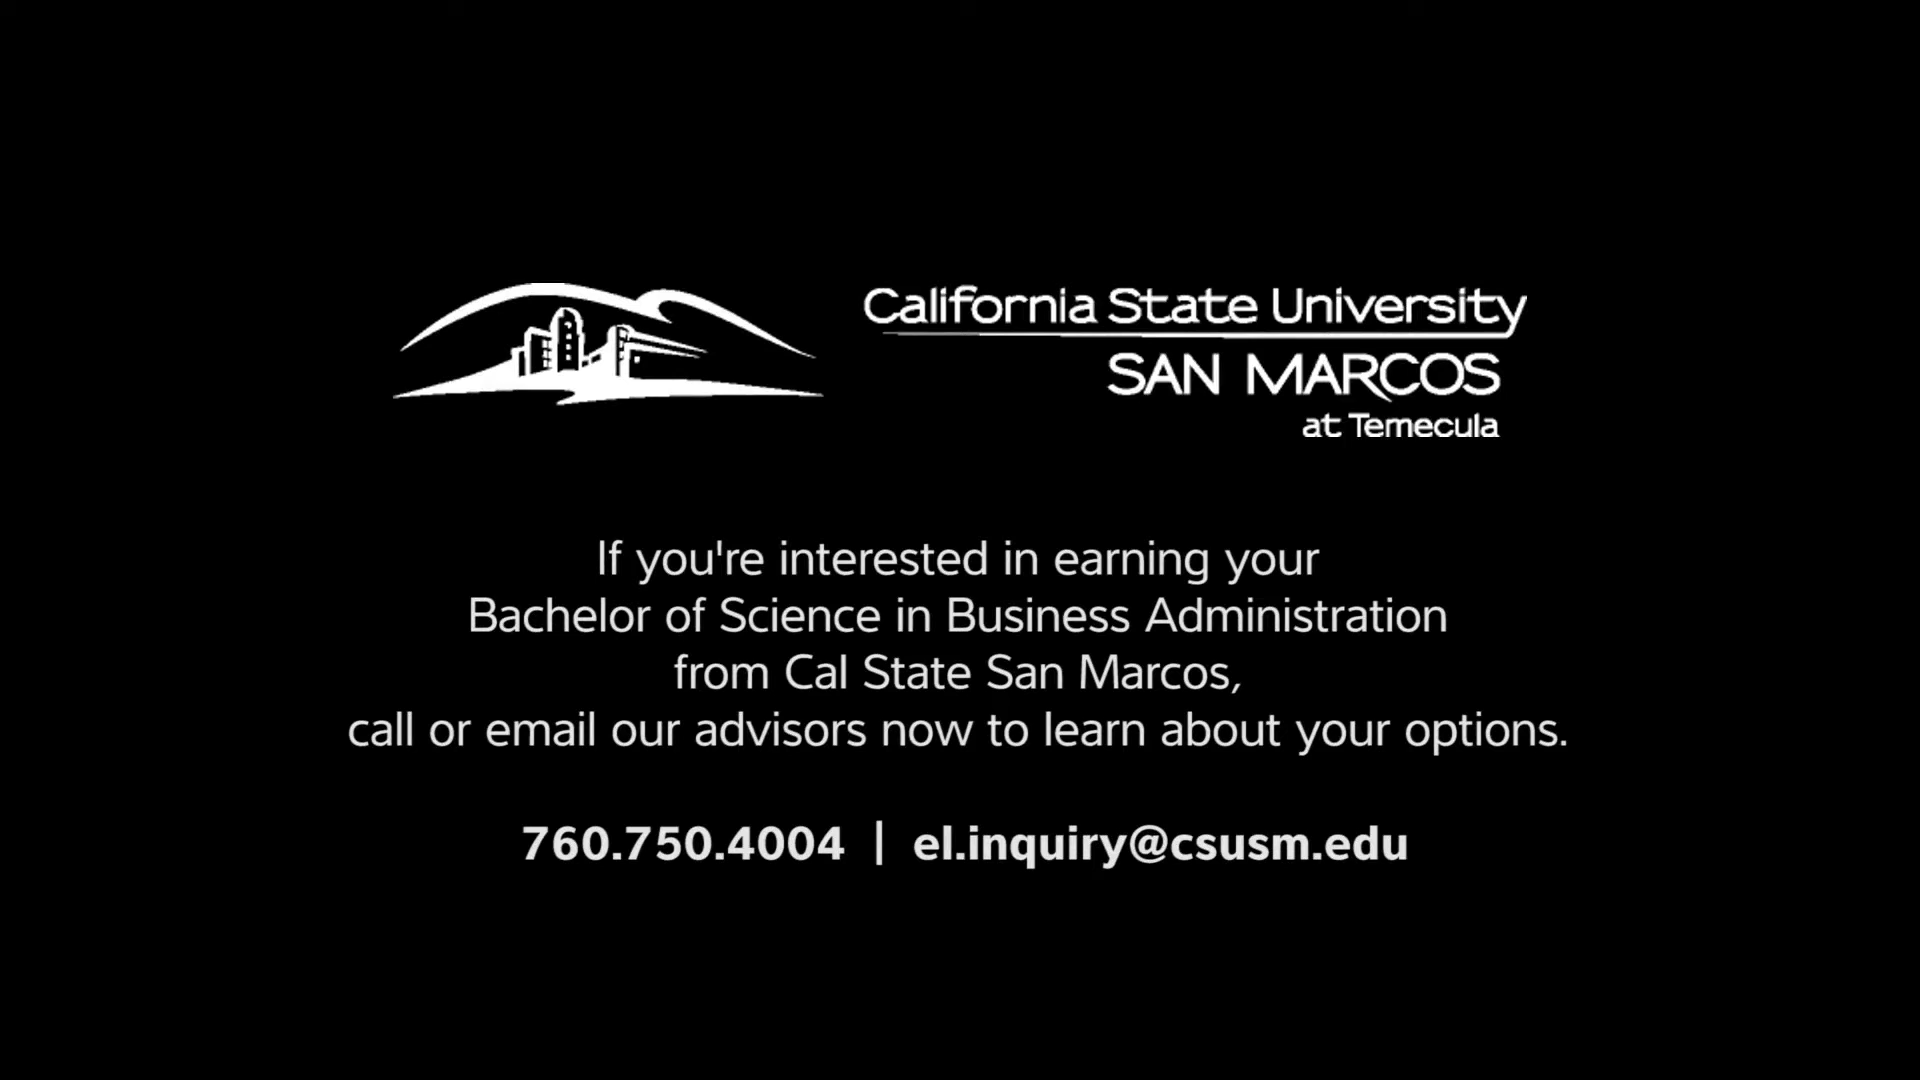 California State University
SAN MARCOS
at Temecula
If you're interested in earning your
Bachelor of Science in Business Administration
from Cal State San Marcos,
call or email our advisors now to learn about your options.
760.750.4004 | el.inquiry@csusm.edu